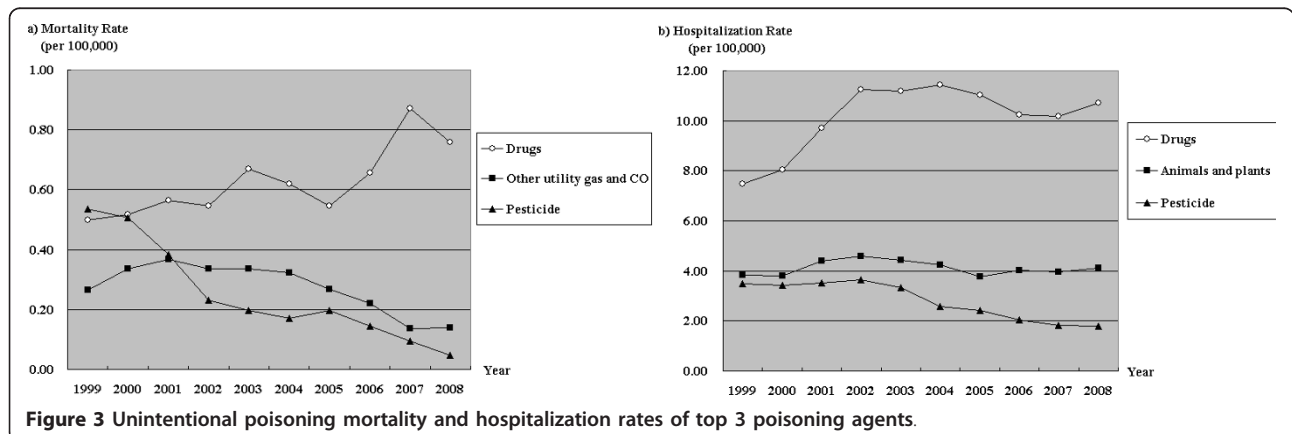 a) Mortality Rate
(per 100,000)
1.00
0.80
0.60
0.40
0.20
0.00
1999 2000 2001 2002 2003 2004 2005 2006 2007 2008
Year
Drugs
Other utility gas and CO
Pesticide
b) Hospitalization Rate
(per 100,000)
12.00
10.00
8.00
6.00
4.00
2.00
0.00
1999 2000 2001 2002 2003 2004 2005 2006 2007 2008
Year
Drugs
Animals and plants
Pesticide
Figure 3 Unintentional poisoning mortality and hospitalization rates of top 3 poisoning agents.